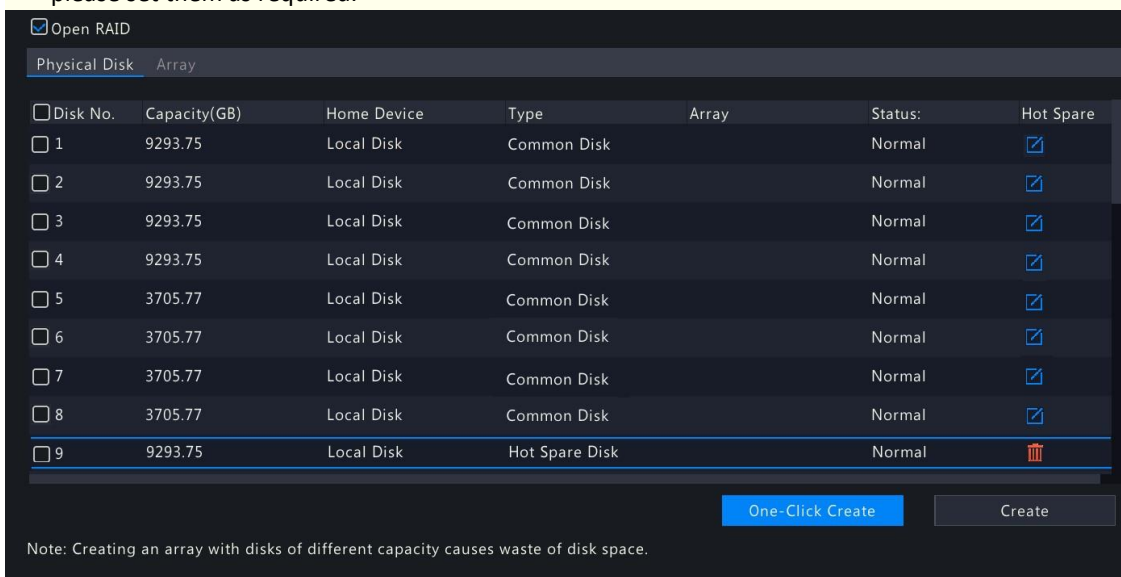 please set them as required.
Open RAID
Physical Disk Array
Disk No. Capacity(GB) Home Device Type Array Status: Hot Spare
1 9293.75 Local Disk Common Disk Normal
2 9293.75 Local Disk Common Disk Normal
3 9293.75 Local Disk Common Disk Normal
4 9293.75 Local Disk Common Disk Normal
5 3705.77 Local Disk Common Disk Normal
6 3705.77 Local Disk Common Disk Normal
7 3705.77 Local Disk Common Disk Normal
8 3705.77 Local Disk Common Disk Normal
9 9293.75 Local Disk Hot Spare Disk Normal
One-Click Create Create
Note: Creating an array with disks of different capacity causes waste of disk space.